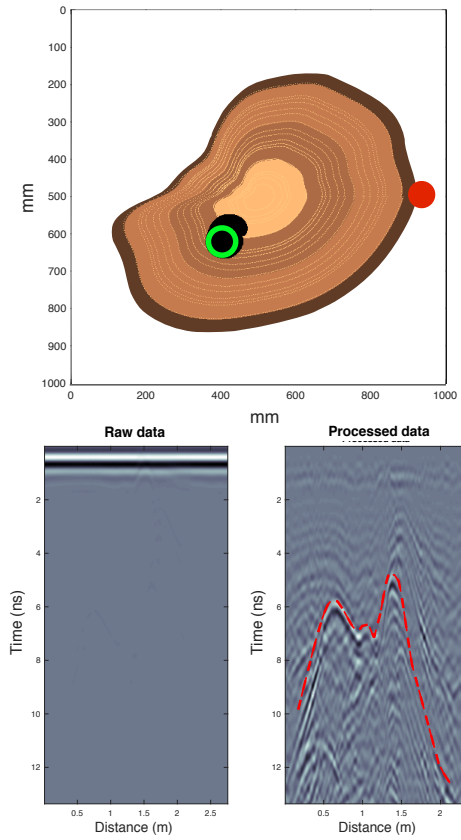 0
100
200
300
400
500
600
700
800
900
1000
mm
0 200 400 600 800 1000
mm
Raw data
Time (ns)
2
4
6
8
10
12
0.5 1 1.5 2 2.5
Distance (m)
Processed data
Processed data
Time (ns)
2
4
6
8
10
12
0.5 1 1.5 2
Distance (m)